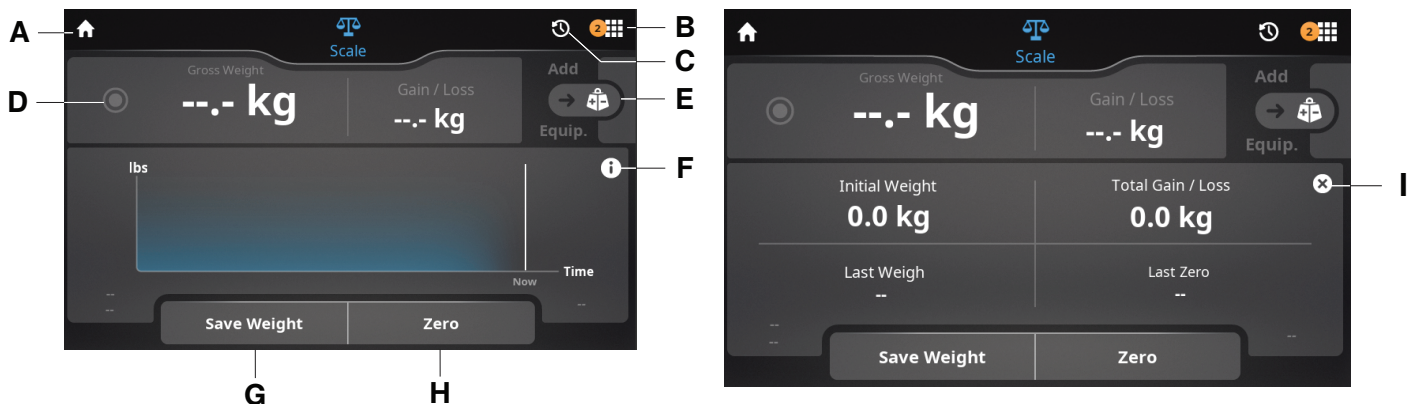 A
B
2
Scale
C
Gross Weight
Add
D
--.- kg
Gain / Loss
--.- kg
E
Equip.
lbs
F
Time
Now
--
--
--
Save Weight
Zero
G
H
2
Scale
Gross Weight
Add
--.- kg
Gain / Loss
--.- kg
Equip.
Initial Weight
Total Gain / Loss
I
0.0 kg
0.0 kg
Last Weigh
Last Zero
--
--
--
--
--
Save Weight
Zero